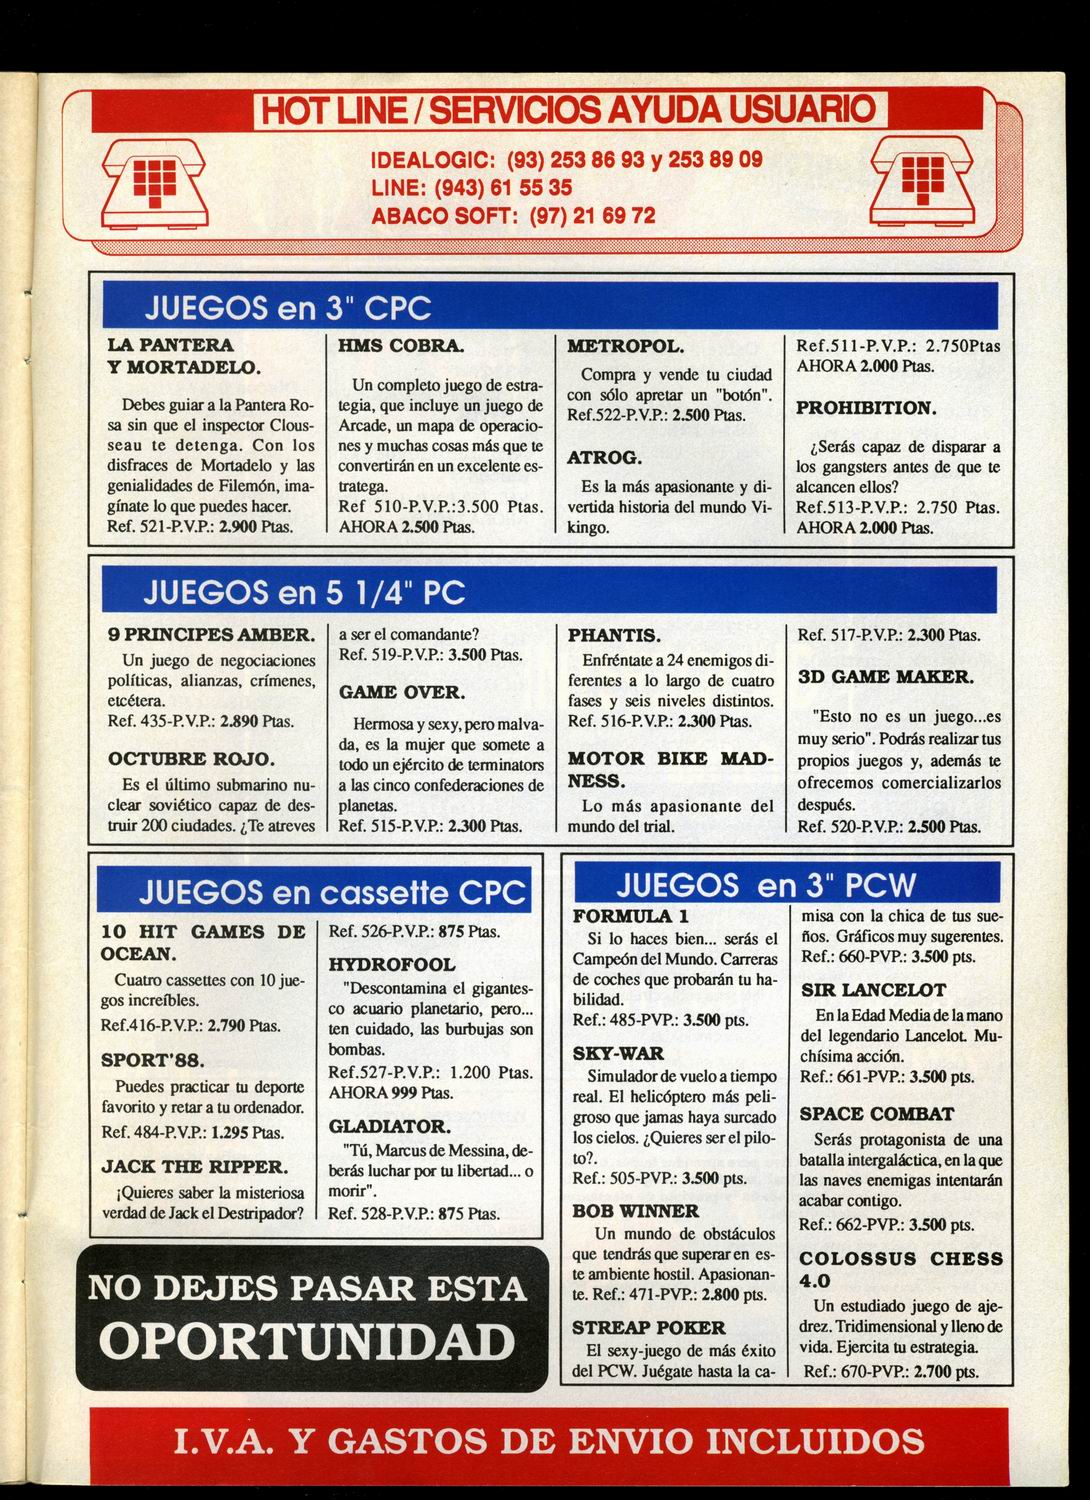 HOT LINE / SERVICIOS AYUDA USUARIO
IDEALOGIC: (93) 253 86 93 y 253 89 09
LINE: (943) 61 55 35
ABACO SOFT: (97) 21 69 72
JUEGOS en 3" CPC
LA PANTERA
Y MORTADELO.
Debes guiar a la Pantera Ro-
sa sin que el inspector Clous-
seau te detenga. Con los
disfraces de Mortadelo y las
genialidades de Filemón, ima-
gínate lo que puedes hacer.
Ref. 521-P.V.P.: 2.900 Ptas.
HMS COBRA.
Un completo juego de estra-
tegia, que incluye un juego de
Arcade, un mapa de operacio-
nes y muchas cosas más que te
convertirán en un excelente es-
tratega.
Ref 510-P.V.P.:3.500 Ptas.
AHORA 2.500 Ptas.
METROPOL.
Compra y vende tu ciudad
con sólo apretar un "botón".
Ref.522-P.V.P.: 2.500 Ptas.
ATROG.
Es la más apasionante y di-
vertida historia del mundo Vi-
kingo.
Ref.511-P.V.P.: 2.750Ptas
AHORA 2.000 Ptas.
PROHIBITION.
¿Serás capaz de disparar a
los gangsters antes de que te
alcancen ellos?
Ref.513-P.V.P.: 2.750 Ptas.
AHORA 2.000 Ptas.
JUEGOS en 5 1/4" PC
9 PRINCIPES AMBER.
Un juego de negociaciones
políticas, alianzas, crímenes,
etcétera.
Ref. 435-P.V.P.: 2.890 Ptas.
OCTUBRE ROJO.
Es el último submarino nu-
clear soviético capaz de des-
truir 200 ciudades. ¿Te atreves
a ser el comandante?
Ref. 519-P.V.P.: 3.500 Ptas.
GAME OVER.
Hermosa y sexy, pero malva-
da, es la mujer que somete a
todo un ejército de terminators
a las cinco confederaciones de
planetas.
Ref. 515-P.V.P.: 2.300 Ptas.
PHANTIS.
Enfréntate a 24 enemigos di-
ferentes a lo largo de cuatro
fases y seis niveles distintos.
Ref. 516-P.V.P.: 2.300 Ptas.
MOTOR BIKE MAD-
NESS.
Lo más apasionante del
mundo del trial.
Ref. 517-P.V.P.: 2.300 Ptas.
3D GAME MAKER.
"Esto no es un juego...es
muy serio". Podrás realizar tus
propios juegos y, además te
ofrecemos comercializarlos
después.
Ref. 520-P.V.P.: 2.500 Ptas.
JUEGOS en cassette CPC
10 HIT GAMES DE
OCEAN.
Cuatro cassettes con 10 jue-
gos increíbles.
Ref.416-P.V.P.: 2.790 Ptas.
SPORT'88.
Puedes practicar tu deporte
favorito y retar a tu ordenador.
Ref. 484-P.V.P.: 1.295 Ptas.
JACK THE RIPPER.
¡Quieres saber la misteriosa
verdad de Jack el Destripador?
Ref. 526-P.V.P.: 875 Ptas.
HYDROFOOL
"Descontamina el gigantes-
co acuario planetario, pero...
ten cuidado, las burbujas son
bombas.
Ref.527-P.V.P.: 1.200 Ptas.
AHORA 999 Ptas.
GLADIATOR.
"Tú, Marcus de Messina, de-
berás luchar por tu libertad... o
morir".
Ref. 528-P.V.P.: 875 Ptas.
JUEGOS en 3" PCW
FORMULA 1
Si lo haces bien... serás el
Campeón del Mundo. Carreras
de coches que probarán tu ha-
bilidad.
Ref.: 485-PVP.: 3.500 pts.
SKY-WAR
Simulador de vuelo a tiempo
real. El helicóptero más peli-
groso que jamas haya surcado
los cielos. ¿Quieres ser el pilo-
to?.
Ref.: 505-PVP.: 3.500 pts.
BOB WINNER
Un mundo de obstáculos
que tendrás que superar en es-
te ambiente hostil. Apasionan-
te. Ref.: 471-PVP.: 2.800 pts.
STREAP POKER
El sexy-juego de más éxito
del PCW. Juégate hasta la ca-
misa con la chica de tus sue-
ños. Gráficos muy sugerentes.
Ref.: 660-PVP.: 3.500 pts.
SIR LANCELOT
En la Edad Media de la mano
del legendario Lancelot. Mu-
chísima acción.
Ref.: 661-PVP.: 3.500 pts.
SPACE COMBAT
Serás protagonista de una
batalla intergaláctica, en la que
las naves enemigas intentarán
acabar contigo.
Ref.: 662-PVP.: 3.500 pts.
COLOSSUS CHESS
4.0
Un estudiado juego de aje-
drez. Tridimensional y lleno de
vida. Ejercita tu estrategia.
Ref.: 670-PVP.: 2.700 pts.
NO DEJES PASAR ESTA
OPORTUNIDAD
I.V.A. Y GASTOS DE ENVIO INCLUIDOS